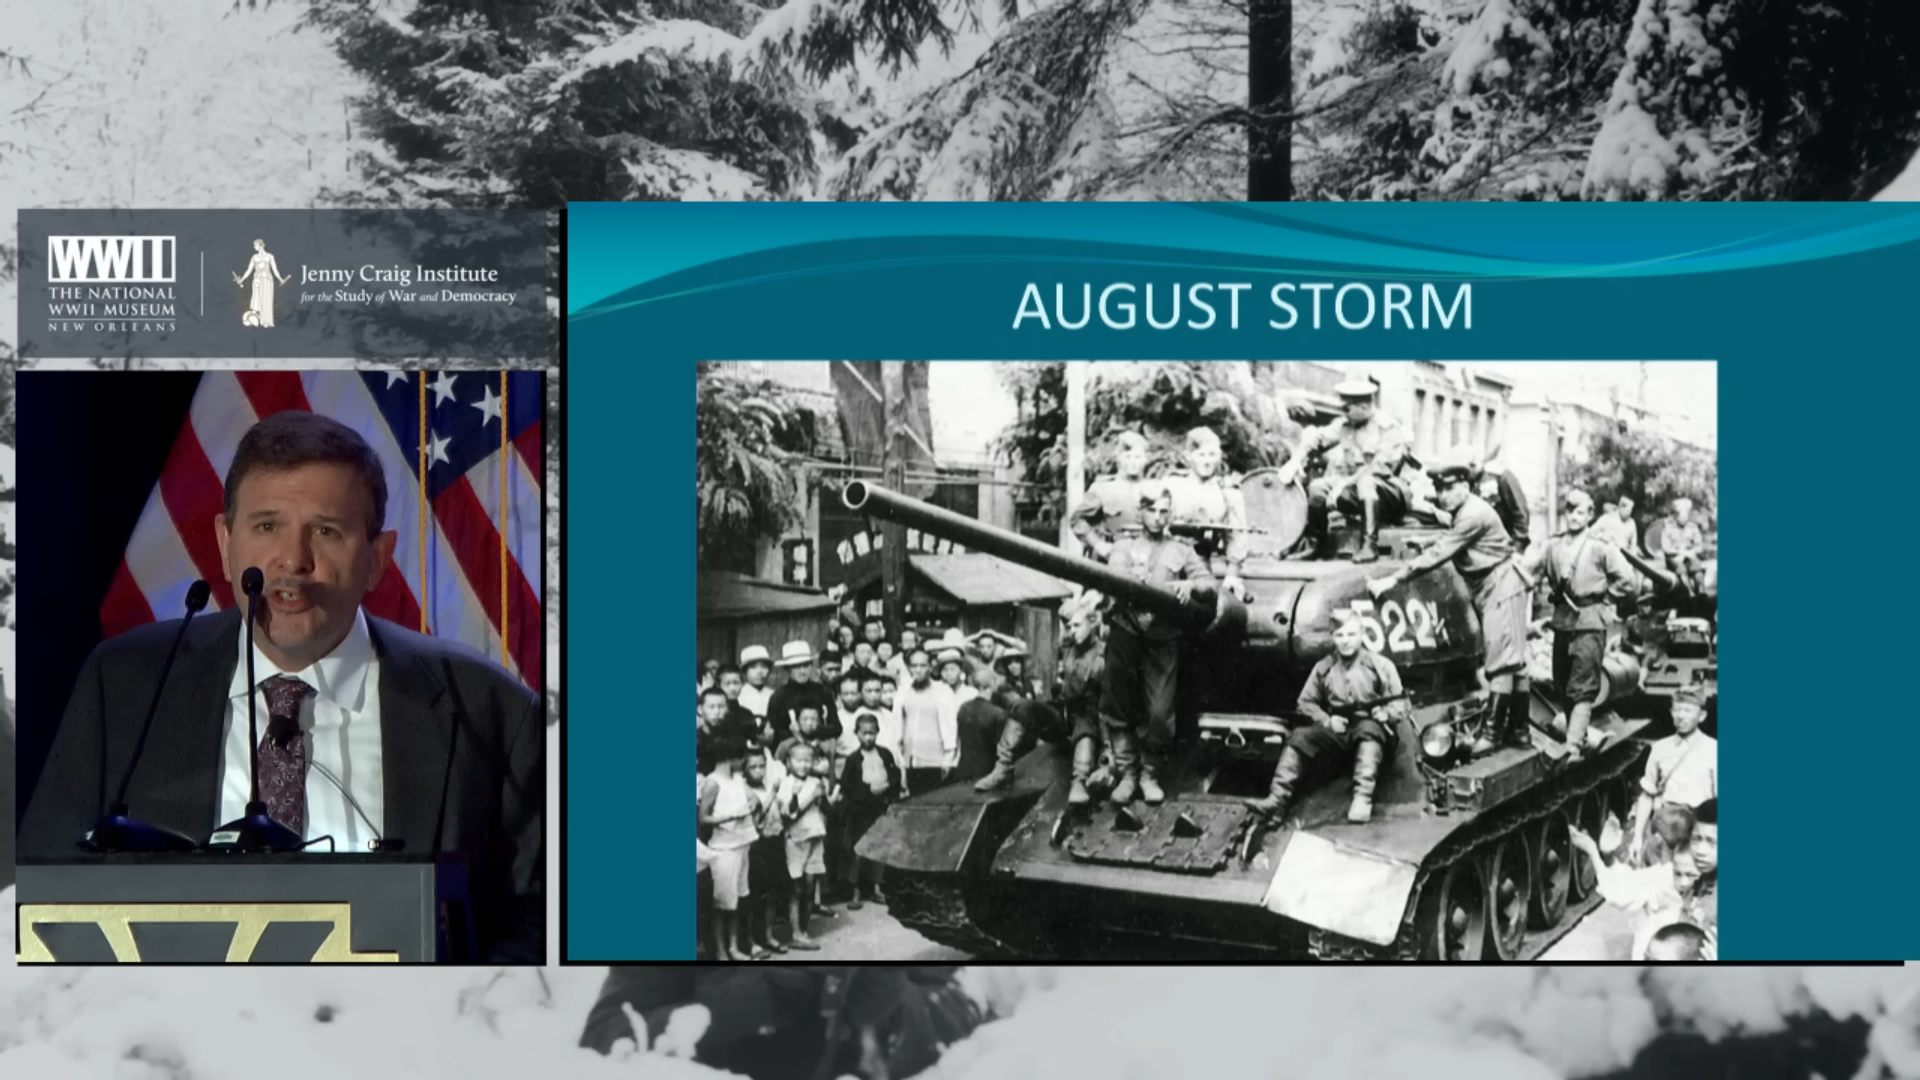 WWII
THE NATIONAL
WWII MUSEUM
NEW ORLEANS
Jenny Craig Institute
for the Study of War and Democracy
AUGUST STORM
522